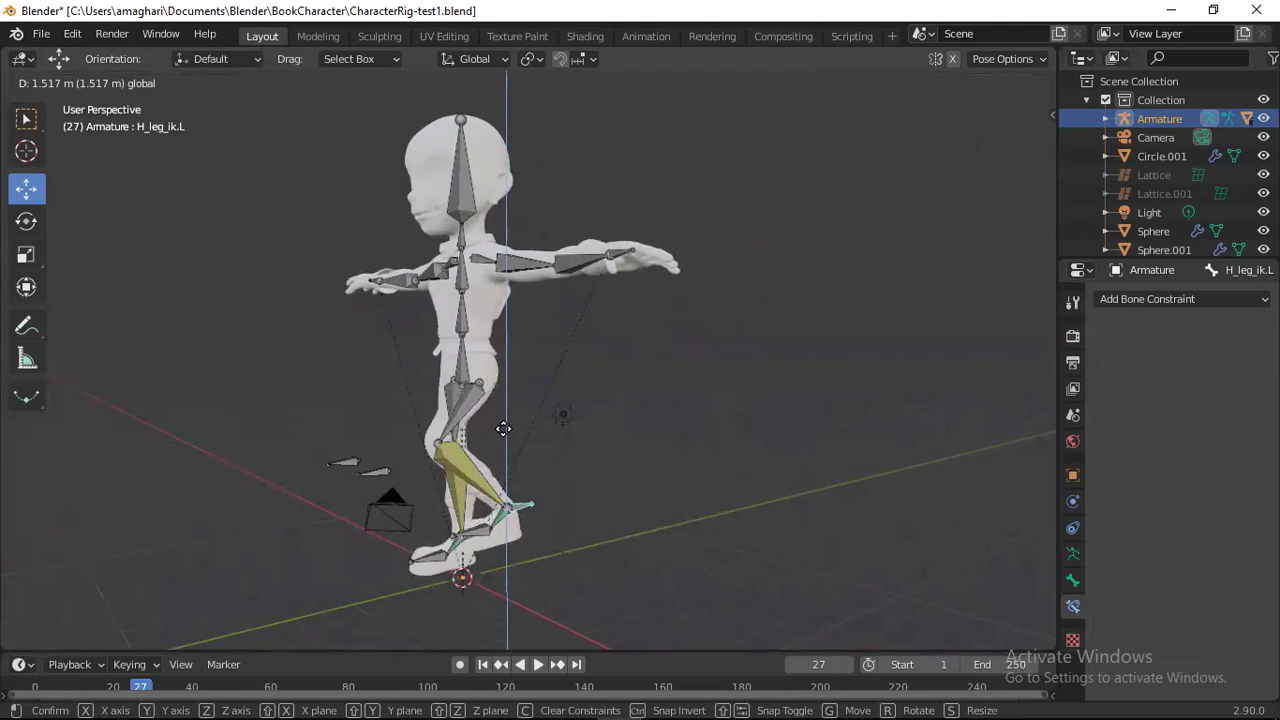 Blender* [C:\Users\amaghari\Documents\Blender\BookCharacter\CharacterRig-test1.blend]
File Edit Render Window Help Layout Modeling Sculpting UV Editing Texture Paint Shading Animation Rendering Compositing Scripting + Scene View Layer
Orientation: Default Drag: Select Box Global X Pose Options
D: 1.517 m (1.517 m) global
User Perspective
(27) Armature : H_leg_ik.L
Scene Collection
Collection
Armature
Camera
Circle.001
Lattice
Lattice.001
Light
Sphere
Sphere.001
Armature H_leg_ik.L
Add Bone Constraint
Playback Keying View Marker 27 Start 1 End 250
0 20 27 40 60 80 100 120 140 160 180 200 220 240
Activate Windows
Go to Settings to activate Windows.
Confirm X X axis Y Y axis Z Z axis X X plane Y Y plane Z Z plane C Clear Constraints Ctrl Snap Invert Snap Toggle G Move R Rotate S Resize 2.90.0